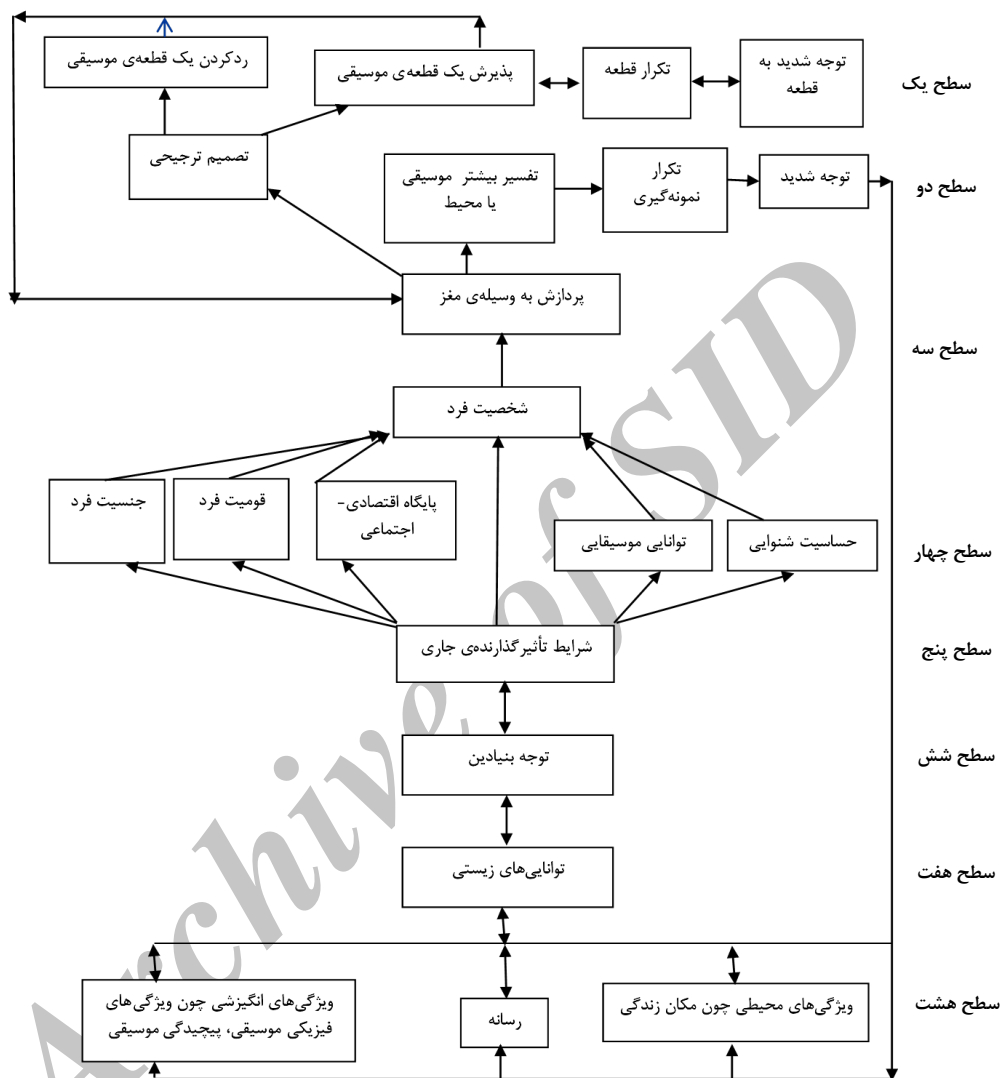 ردکردن یک قطعه‌ی موسیقی
پذیرش یک قطعه‌ی موسیقی
تکرار قطعه
توجه شدید به
قطعه
سطح یک
تصمیم ترجیحی
تفسیر بیشتر موسیقی
یا محیط
تکرار
نمونه‌گیری
توجه شدید
سطح دو
پردازش به وسیله‌ی مغز
سطح سه
شخصیت فرد
جنسیت فرد
قومیت فرد
پایگاه اقتصادی-
اجتماعی
توانایی موسیقایی
حساسیت شنوایی
سطح چهار
شرایط تأثیرگذارنده‌ی جاری
سطح پنج
توجه بنیادین
سطح شش
توانایی‌های زیستی
سطح هفت
ویژگی‌های انگیزشی چون ویژگی‌های
فیزیکی موسیقی، پیچیدگی موسیقی
رسانه
ویژگی‌های محیطی چون مکان زندگی
سطح هشت
Archive of SID